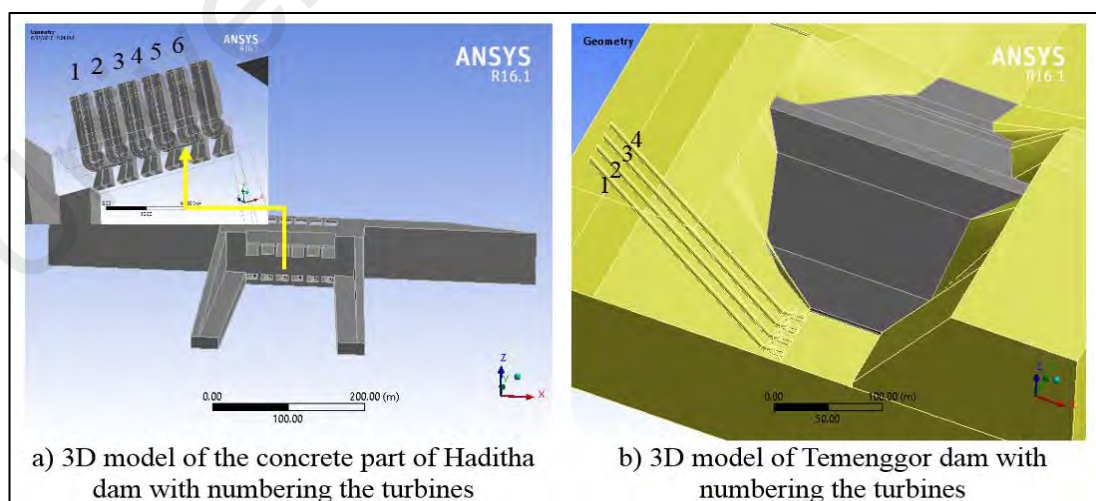 ANSYS
R16.1
1 2 3 4 5 6
ANSYS
R16.1
0.00
200.00 (m)
100.00
Z
X
Geometry
ANSYS
R16.1
1 2 3 4
0.00
100.00 (m)
50.00
Z
X
a) 3D model of the concrete part of Haditha
dam with numbering the turbines
b) 3D model of Temenggor dam with
numbering the turbines